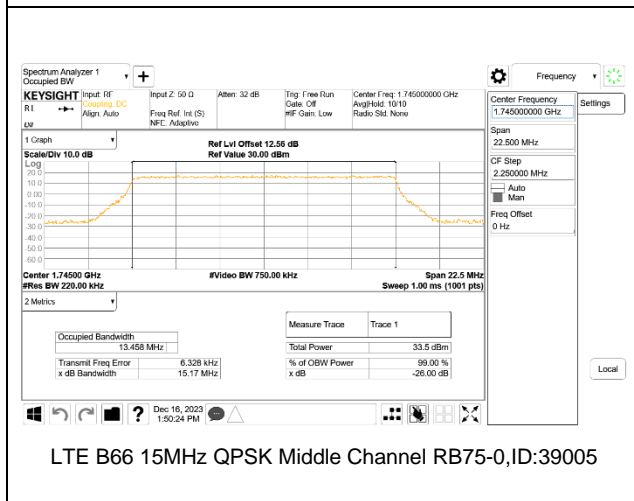 Spectrum Analyzer 1
Occupied BW
Frequency
KEYSIGHT
Input: RF
Coupling: DC
Align: Auto
Input Z: 50 Ω
Freq Ref: Int (S)
NFE: Adaptive
Atten: 32 dB
Trig: Free Run
Gate: Off
#IF Gain: Low
Center Freq: 1.745000000 GHz
Avg|Hold: 10/10
Radio Std: None
Center Frequency
1.745000000 GHz
Settings
Span
22.500 MHz
CF Step
2.250000 MHz
Auto
Man
Freq Offset
0 Hz
1 Graph
Scale/Div 10.0 dB
Ref Lvl Offset 12.56 dB
Ref Value 30.00 dBm
Log
20.0
10.0
0.00
-10.0
-20.0
-30.0
-40.0
-50.0
-60.0
Center 1.74500 GHz
#Video BW 750.00 kHz
Span 22.5 MHz
#Res BW 220.00 kHz
Sweep 1.00 ms (1001 pts)
2 Metrics
Measure Trace
Trace 1
Occupied Bandwidth
13.458 MHz
Total Power
33.5 dBm
Transmit Freq Error
6.328 kHz
% of OBW Power
99.00 %
x dB Bandwidth
15.17 MHz
x dB
-26.00 dB
Local
Dec 16, 2023
1:50:24 PM
LTE B66 15MHz QPSK Middle Channel RB75-0,ID:39005